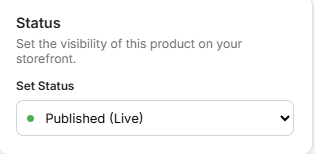 Status
Set the visibility of this product on your
storefront.
Set Status
Published (Live)